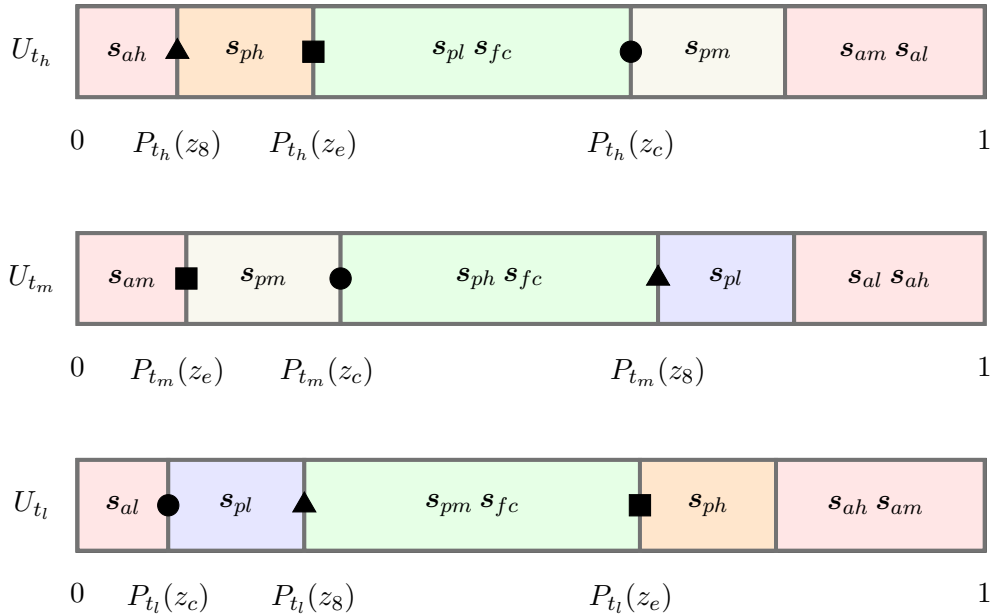 U_{t_h} s_{ah} s_{ph} s_{pl} s_{fc} s_{pm} s_{am} s_{al}
0 P_{t_h}(z_8) P_{t_h}(z_e) P_{t_h}(z_c) 1
U_{t_m} s_{am} s_{pm} s_{ph} s_{fc} s_{pl} s_{al} s_{ah}
0 P_{t_m}(z_e) P_{t_m}(z_c) P_{t_m}(z_8) 1
U_{t_l} s_{al} s_{pl} s_{pm} s_{fc} s_{ph} s_{ah} s_{am}
0 P_{t_l}(z_c) P_{t_l}(z_8) P_{t_l}(z_e) 1